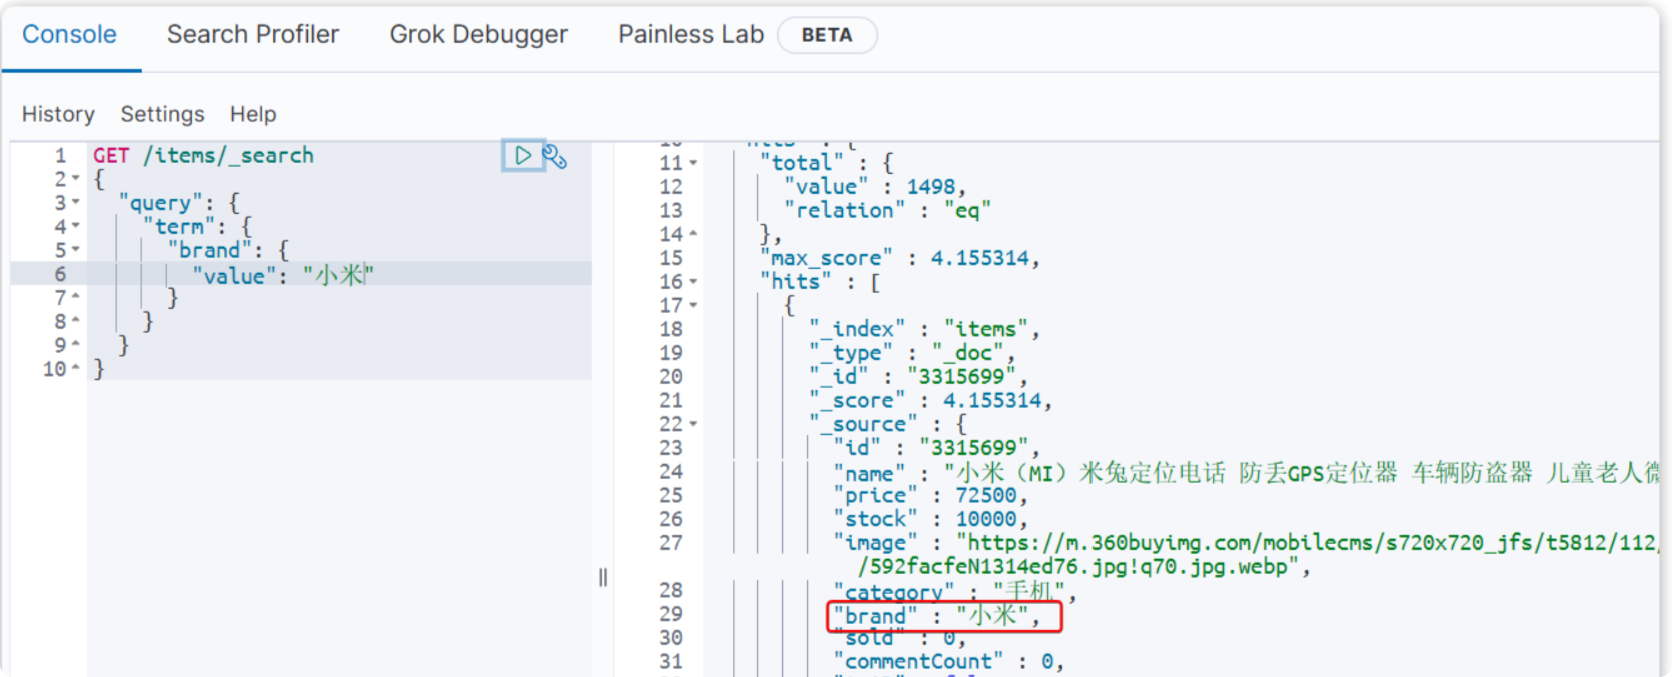 Console Search Profiler Grok Debugger Painless Lab BETA
History Settings Help
1 GET /items/_search
2 {
3 "query": {
4 "term": {
5 "brand": {
6 "value": "小米"
7 }
8 }
9 }
10 }
11 "total" : {
12 "value" : 1498,
13 "relation" : "eq"
14 },
15 "max_score" : 4.155314,
16 "hits" : [
17 {
18 "_index" : "items",
19 "_type" : "_doc",
20 "_id" : "3315699",
21 "_score" : 4.155314,
22 "_source" : {
23 "id" : "3315699",
24 "name" : "小米（MI）米兔定位电话 防丢GPS定位器 车辆防盗器 儿童老人微
25 "price" : 72500,
26 "stock" : 10000,
27 "image" : "https://m.360buyimg.com/mobilecms/s720x720_jfs/t5812/112/
/592facfeN1314ed76.jpg!q70.jpg.webp",
28 "category" : "手机",
29 "brand" : "小米",
30 "sold" : 0,
31 "commentCount" : 0,